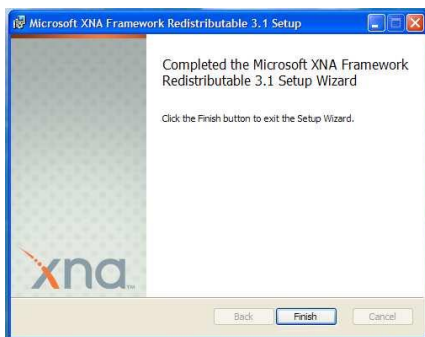 Microsoft XNA Framework Redistributable 3.1 Setup
Completed the Microsoft XNA Framework
Redistributable 3.1 Setup Wizard
Click the Finish button to exit the Setup Wizard.
xna
Back Finish Cancel